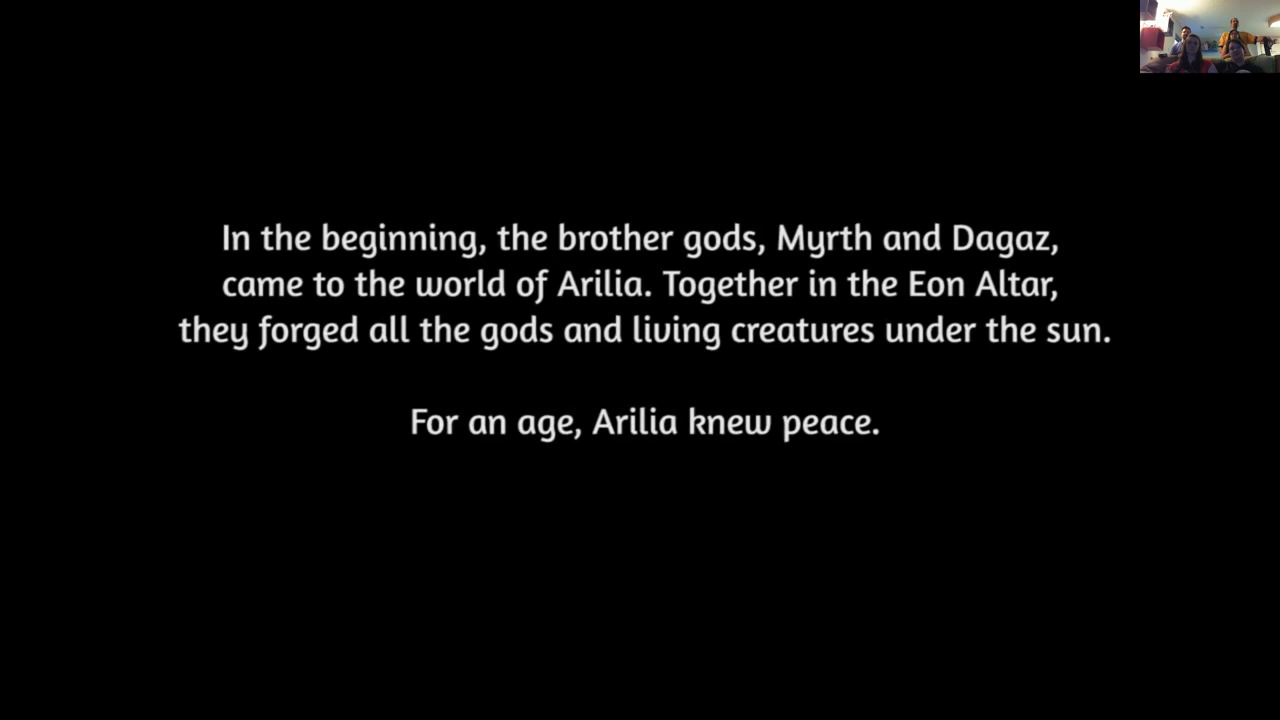 In the beginning, the brother gods, Myrth and Dagaz,
came to the world of Arilia. Together in the Eon Altar,
they forged all the gods and living creatures under the sun.
For an age, Arilia knew peace.